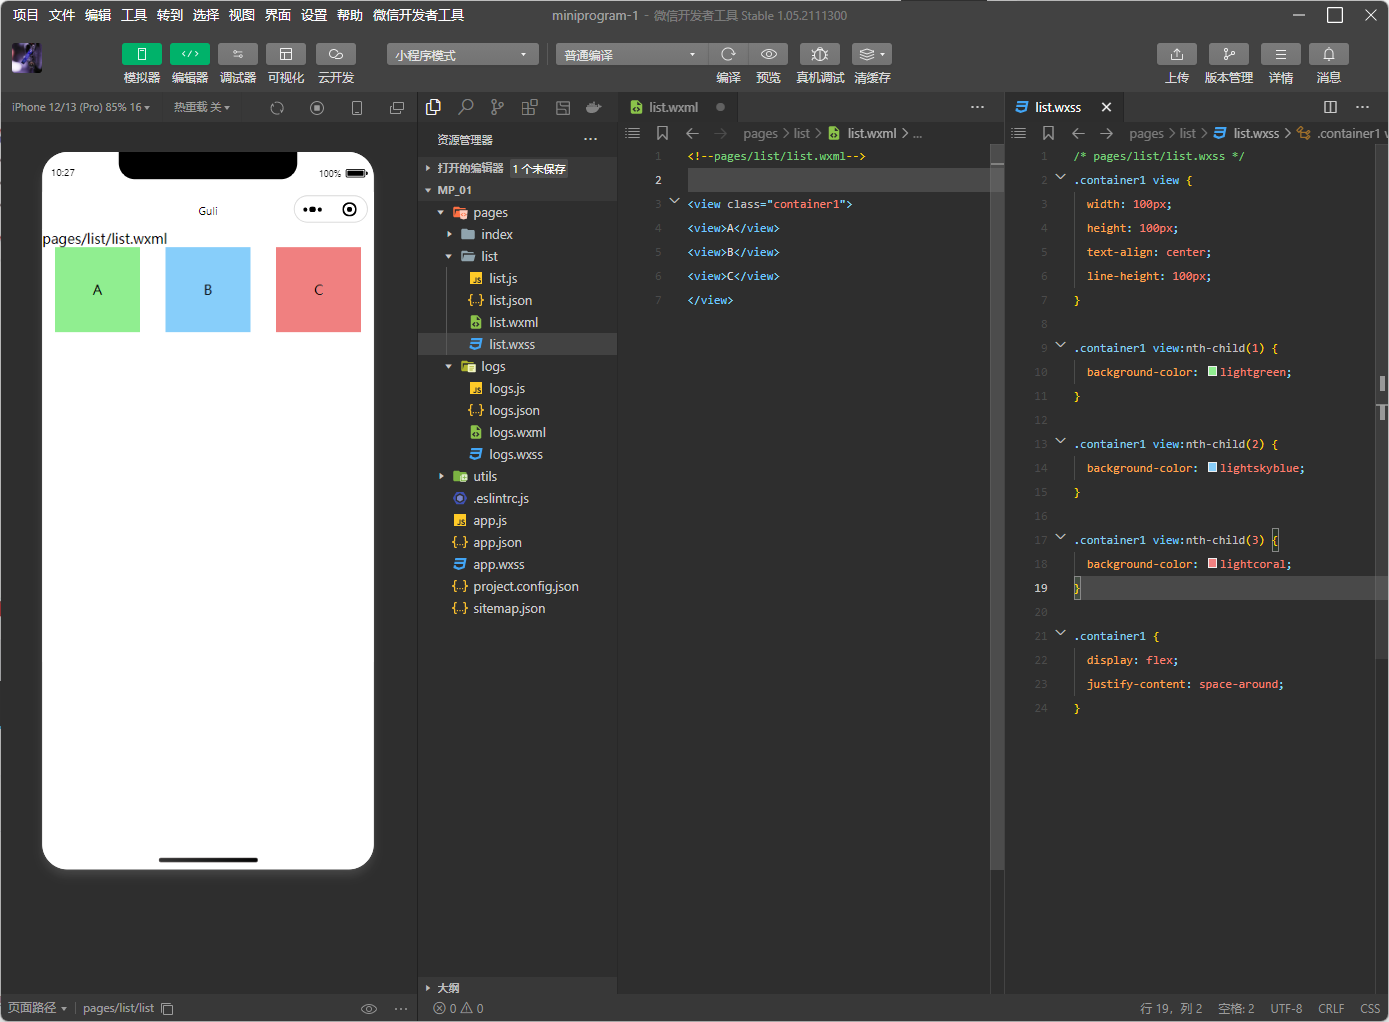 项目 文件 编辑 工具 转到 选择 视图 界面 设置 帮助 微信开发者工具
miniprogram-1 - 微信开发者工具 Stable 1.05.2111300
模拟器 编辑器 调试器 可视化 云开发
小程序模式
普通编译
编译 预览 真机调试 清缓存
上传 版本管理 详情 消息
iPhone 12/13 (Pro) 85% 16
热重载 关
10:27
100%
Guli
pages/list/list.wxml
A
B
C
页面路径
pages/list/list
资源管理器
打开的编辑器
1 个未保存
MP_01
pages
index
list
list.js
list.json
list.wxml
list.wxss
logs
logs.js
logs.json
logs.wxml
logs.wxss
utils
.eslintrc.js
app.js
app.json
app.wxss
project.config.json
sitemap.json
大纲
0 0
list.wxml
pages > list > list.wxml > ...
1 <!--pages/list/list.wxml-->
2
3 <view class="container1">
4 <view>A</view>
5 <view>B</view>
6 <view>C</view>
7 </view>
list.wxss
pages > list > list.wxss > .container1
1 /* pages/list/list.wxss */
2 .container1 view {
3 width: 100px;
4 height: 100px;
5 text-align: center;
6 line-height: 100px;
7 }
8
9 .container1 view:nth-child(1) {
10 background-color: lightgreen;
11 }
12
13 .container1 view:nth-child(2) {
14 background-color: lightskyblue;
15 }
16
17 .container1 view:nth-child(3) {
18 background-color: lightcoral;
19 }
20
21 .container1 {
22 display: flex;
23 justify-content: space-around;
24 }
行 19，列 2 空格: 2 UTF-8 CRLF CSS